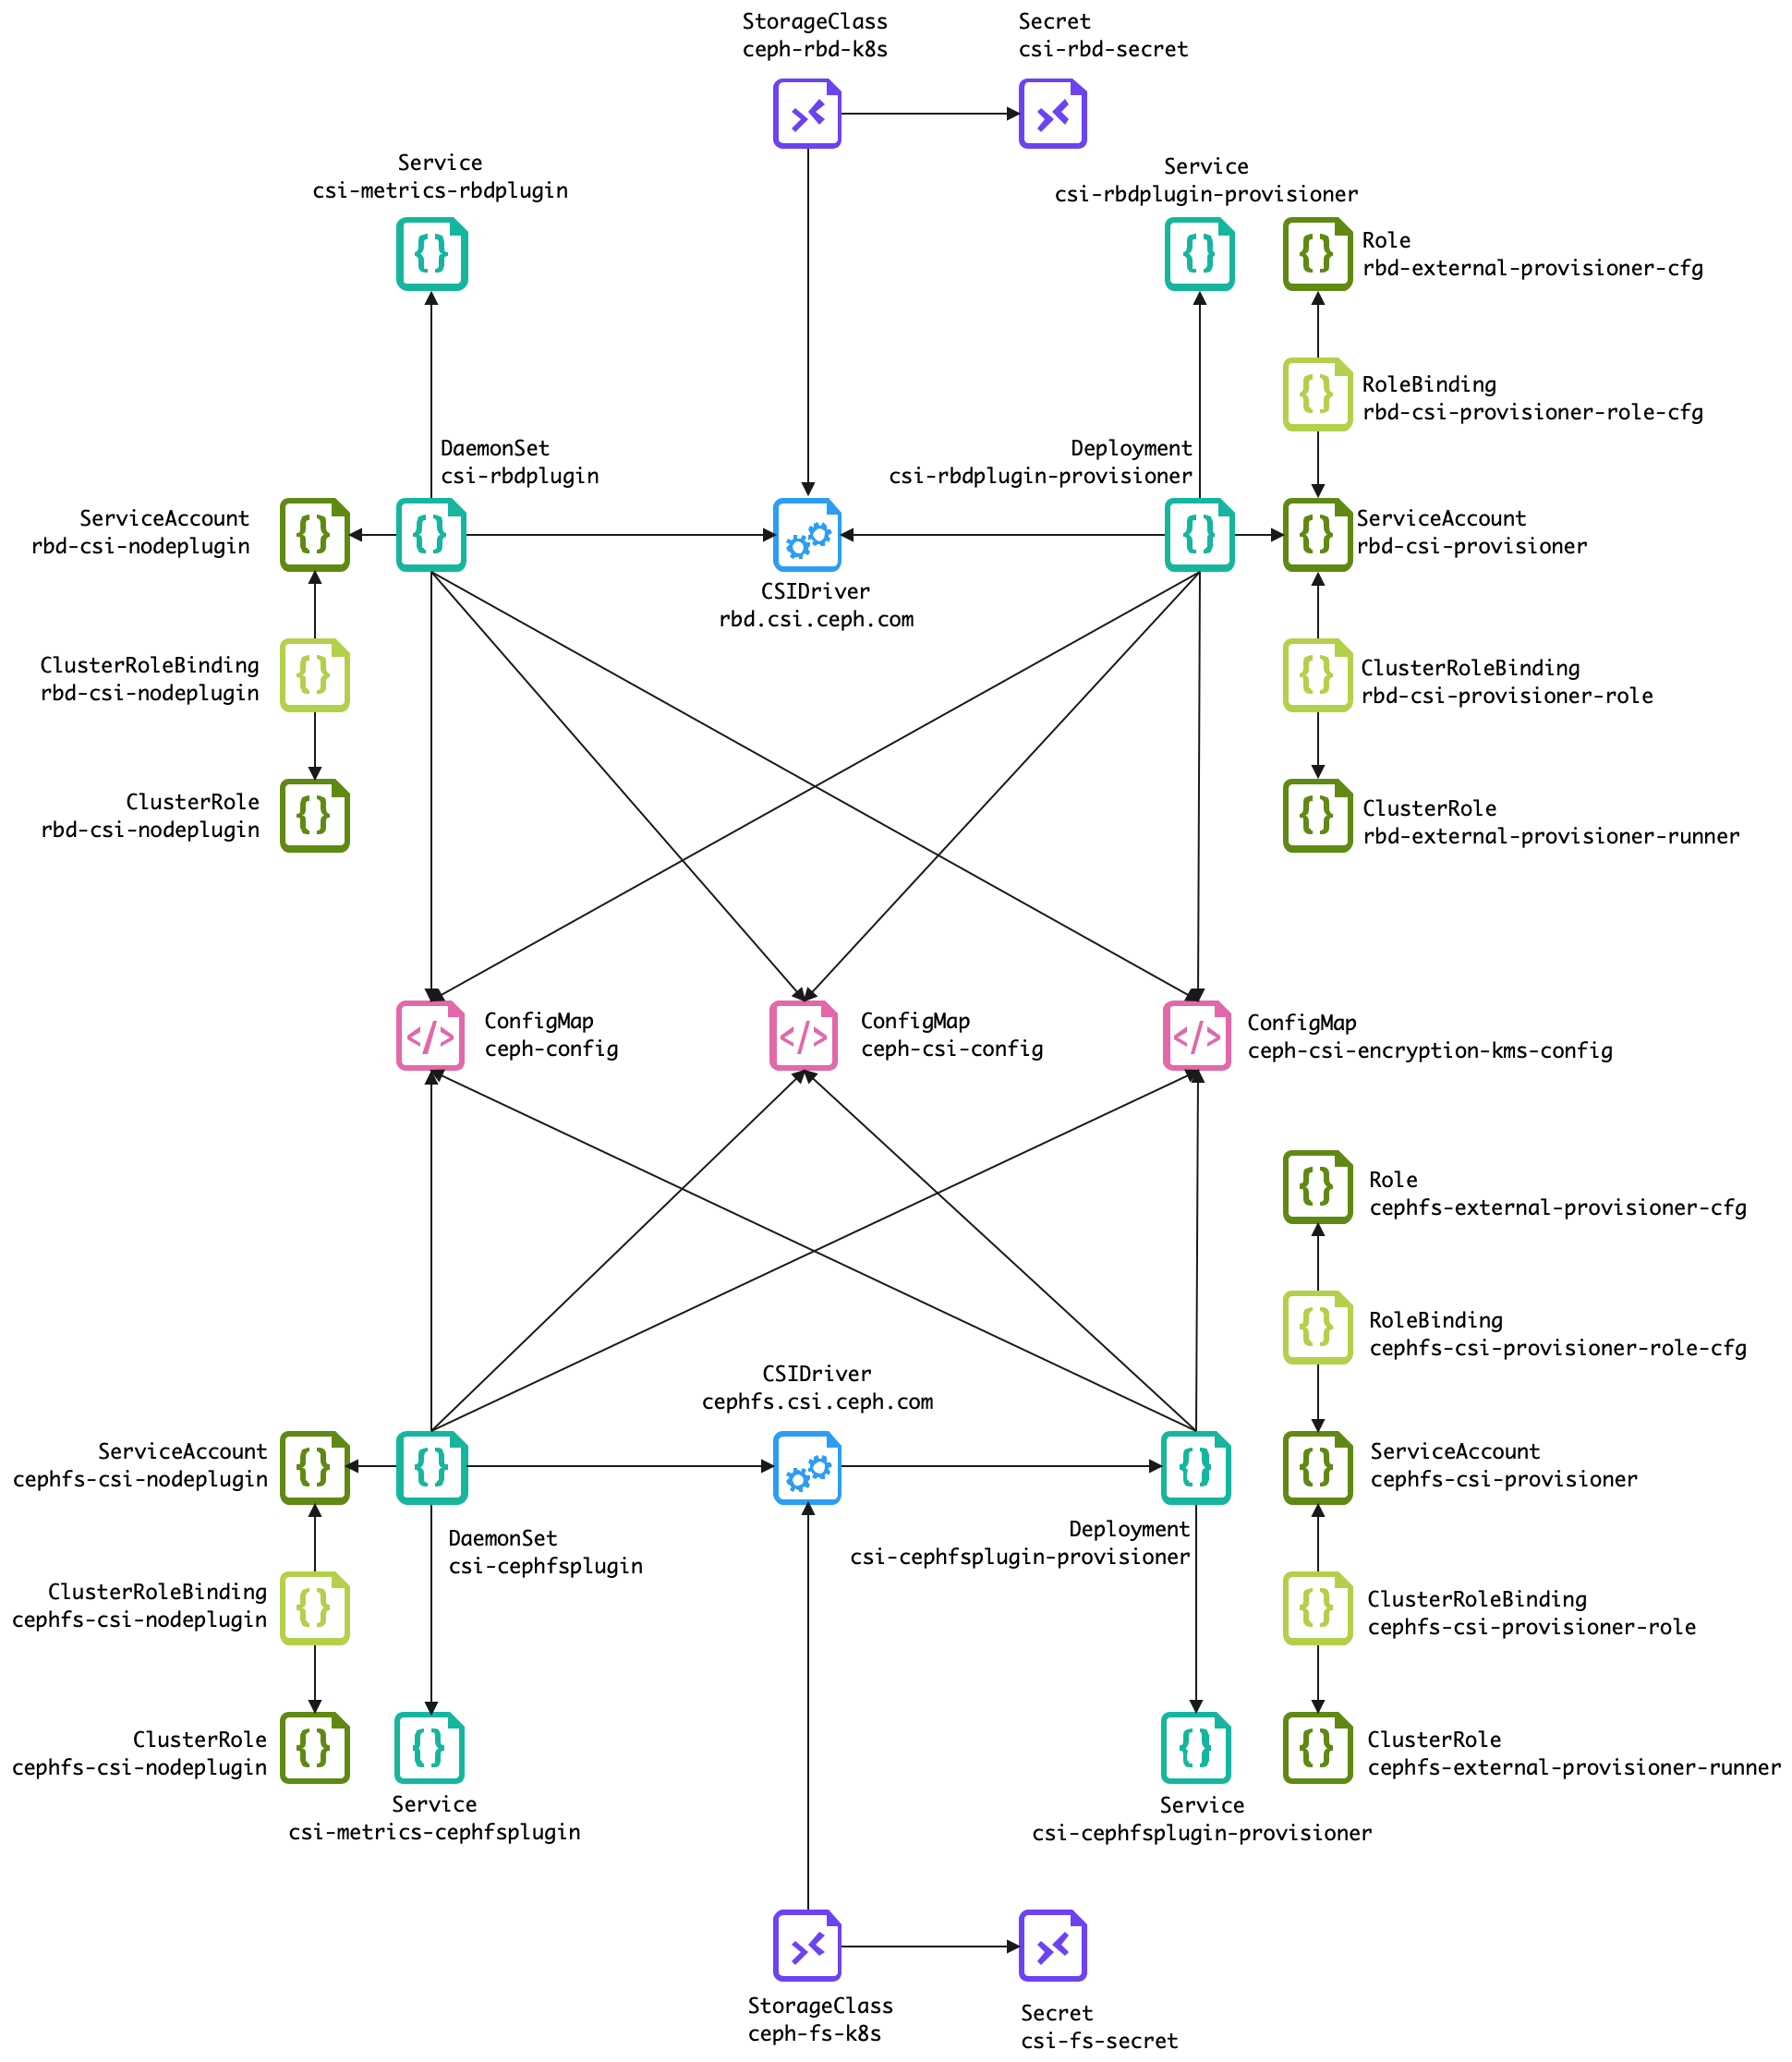 StorageClass
ceph-rbd-k8s
Secret
csi-rbd-secret
Service
csi-metrics-rbdplugin
Service
csi-rbdplugin-provisioner
{}
{}
{}
Role
rbd-external-provisioner-cfg
{}
RoleBinding
rbd-csi-provisioner-role-cfg
DaemonSet
csi-rbdplugin
Deployment
csi-rbdplugin-provisioner
ServiceAccount
rbd-csi-nodeplugin
{}
{}
{}
{}
ServiceAccount
rbd-csi-provisioner
CSIDriver
rbd.csi.ceph.com
ClusterRoleBinding
rbd-csi-nodeplugin
{}
{}
ClusterRoleBinding
rbd-csi-provisioner-role
ClusterRole
rbd-csi-nodeplugin
{}
{}
ClusterRole
rbd-external-provisioner-runner
</>
ConfigMap
ceph-config
</>
ConfigMap
ceph-csi-config
</>
ConfigMap
ceph-csi-encryption-kms-config
{}
Role
cephfs-external-provisioner-cfg
{}
RoleBinding
cephfs-csi-provisioner-role-cfg
CSIDriver
cephfs.csi.ceph.com
ServiceAccount
cephfs-csi-nodeplugin
{}
{}
{}
{}
ServiceAccount
cephfs-csi-provisioner
DaemonSet
csi-cephfsplugin
Deployment
csi-cephfsplugin-provisioner
ClusterRoleBinding
cephfs-csi-nodeplugin
{}
{}
ClusterRoleBinding
cephfs-csi-provisioner-role
ClusterRole
cephfs-csi-nodeplugin
{}
{}
{}
{}
ClusterRole
cephfs-external-provisioner-runner
Service
csi-metrics-cephfsplugin
Service
csi-cephfsplugin-provisioner
StorageClass
ceph-fs-k8s
Secret
csi-fs-secret